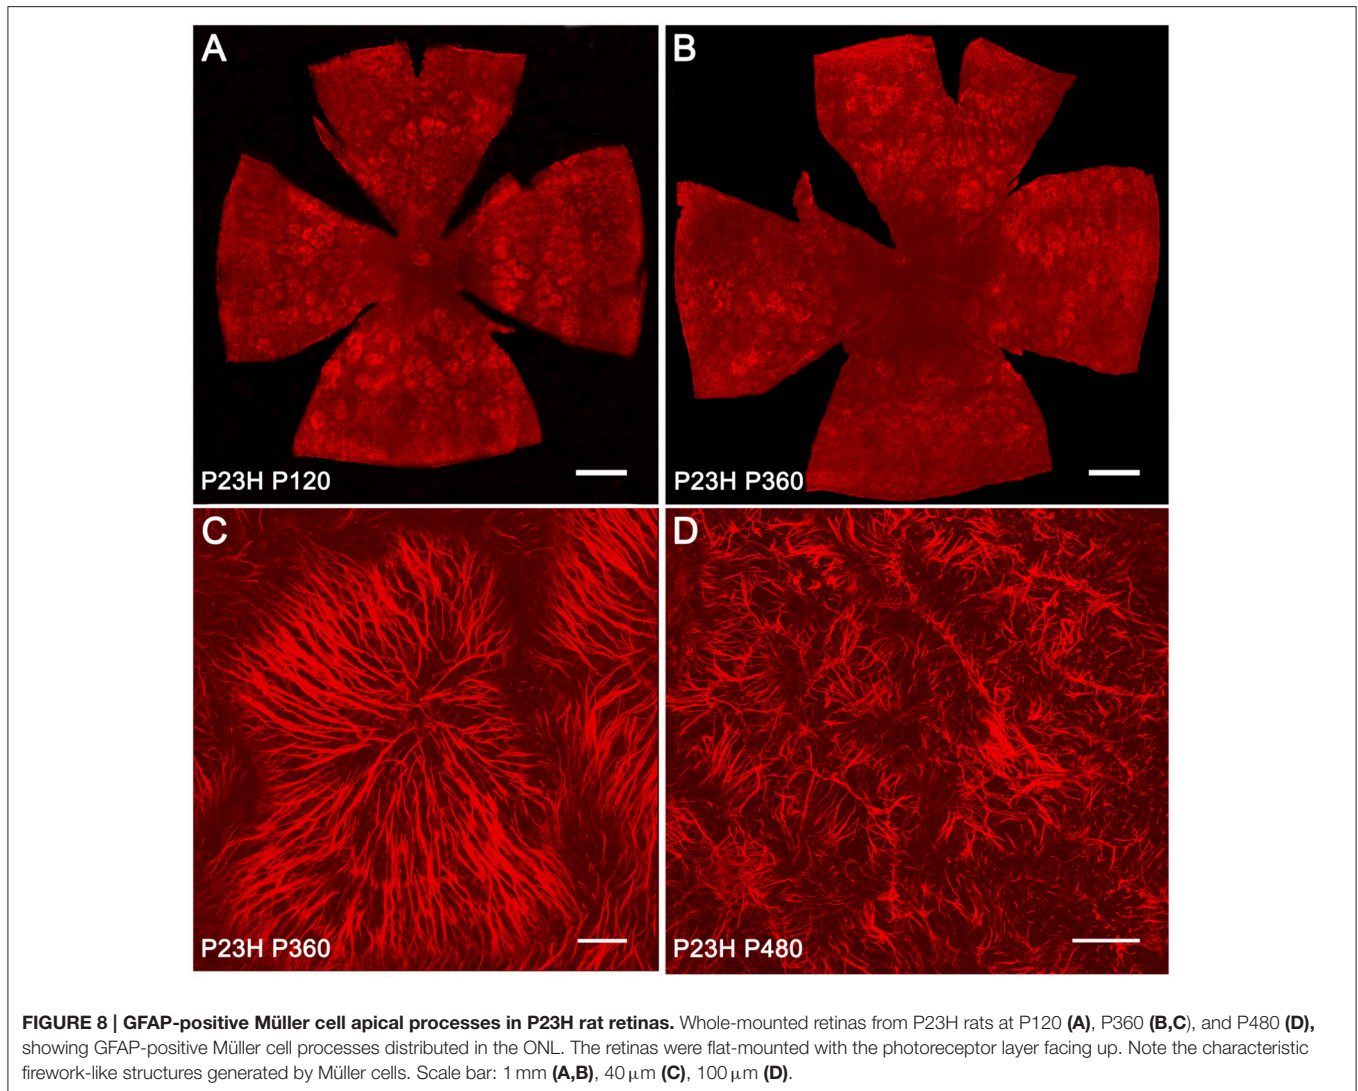 A
B
P23H P120
P23H P360
C
D
P23H P360
P23H P480
FIGURE 8 | GFAP-positive Müller cell apical processes in P23H rat retinas. Whole-mounted retinas from P23H rats at P120 (A), P360 (B,C), and P480 (D),
showing GFAP-positive Müller cell processes distributed in the ONL. The retinas were flat-mounted with the photoreceptor layer facing up. Note the characteristic
firework-like structures generated by Müller cells. Scale bar: 1 mm (A,B), 40 μm (C), 100 μm (D).